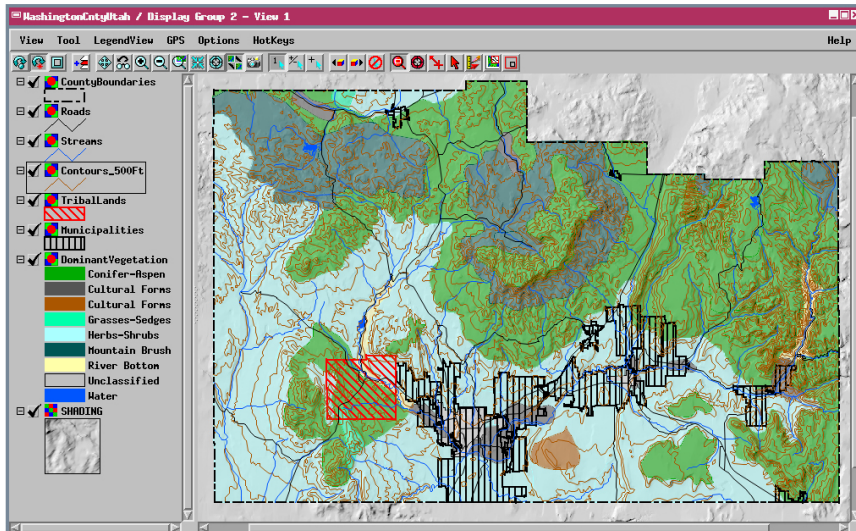 WashingtonCntyUtah / Display Group 2 - View 1
View Tool LegendView GPS Options HotKeys Help
CountyBoundaries
Roads
Streams
Contours_500Ft
TribalLands
Municipalities
DominantVegetation
Conifer-Aspen
Cultural Forms
Cultural Forms
Grasses-Sedges
Herbs-Shrubs
Mountain Brush
River Bottom
Unclassified
Water
SHADING